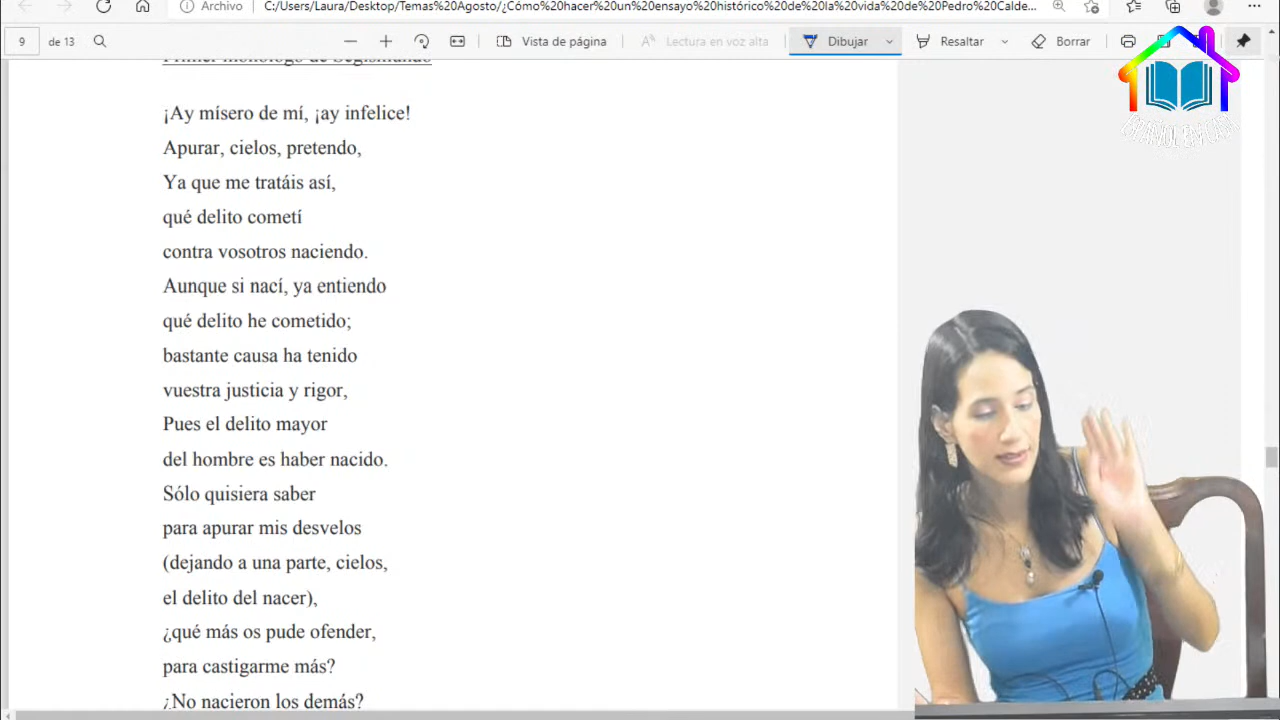 Archivo
C:/Users/Laura/Desktop/Temas%20Agosto/¿Cómo%20hacer%20un%20ensayo%20histórico%20de%20la%20vida%20de%20Pedro%20Calde...
9 de 13
Vista de página
Lectura en voz alta
Dibujar
Resaltar
Borrar
Primer monólogo de Segismundo
¡Ay mísero de mí, ¡ay infelice!
Apurar, cielos, pretendo,
Ya que me tratáis así,
qué delito cometí
contra vosotros naciendo.
Aunque si nací, ya entiendo
qué delito he cometido;
bastante causa ha tenido
vuestra justicia y rigor,
Pues el delito mayor
del hombre es haber nacido.
Sólo quisiera saber
para apurar mis desvelos
(dejando a una parte, cielos,
el delito del nacer),
¿qué más os pude ofender,
para castigarme más?
¿No nacieron los demás?